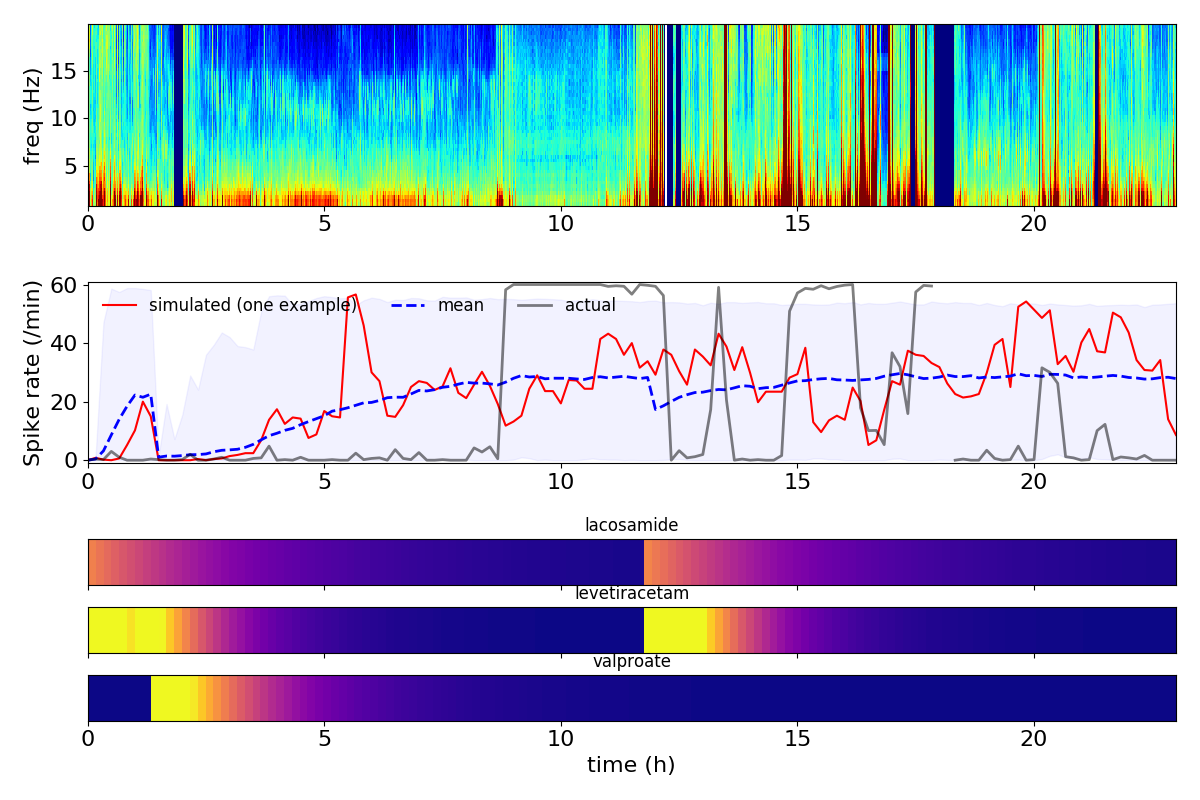 freq (Hz)
15
10
5
0 5 10 15 20
Spike rate (/min)
60
40
20
0
simulated (one example) mean actual
0 5 10 15 20
lacosamide
levetiracetam
valproate
0 5 10 15 20
time (h)